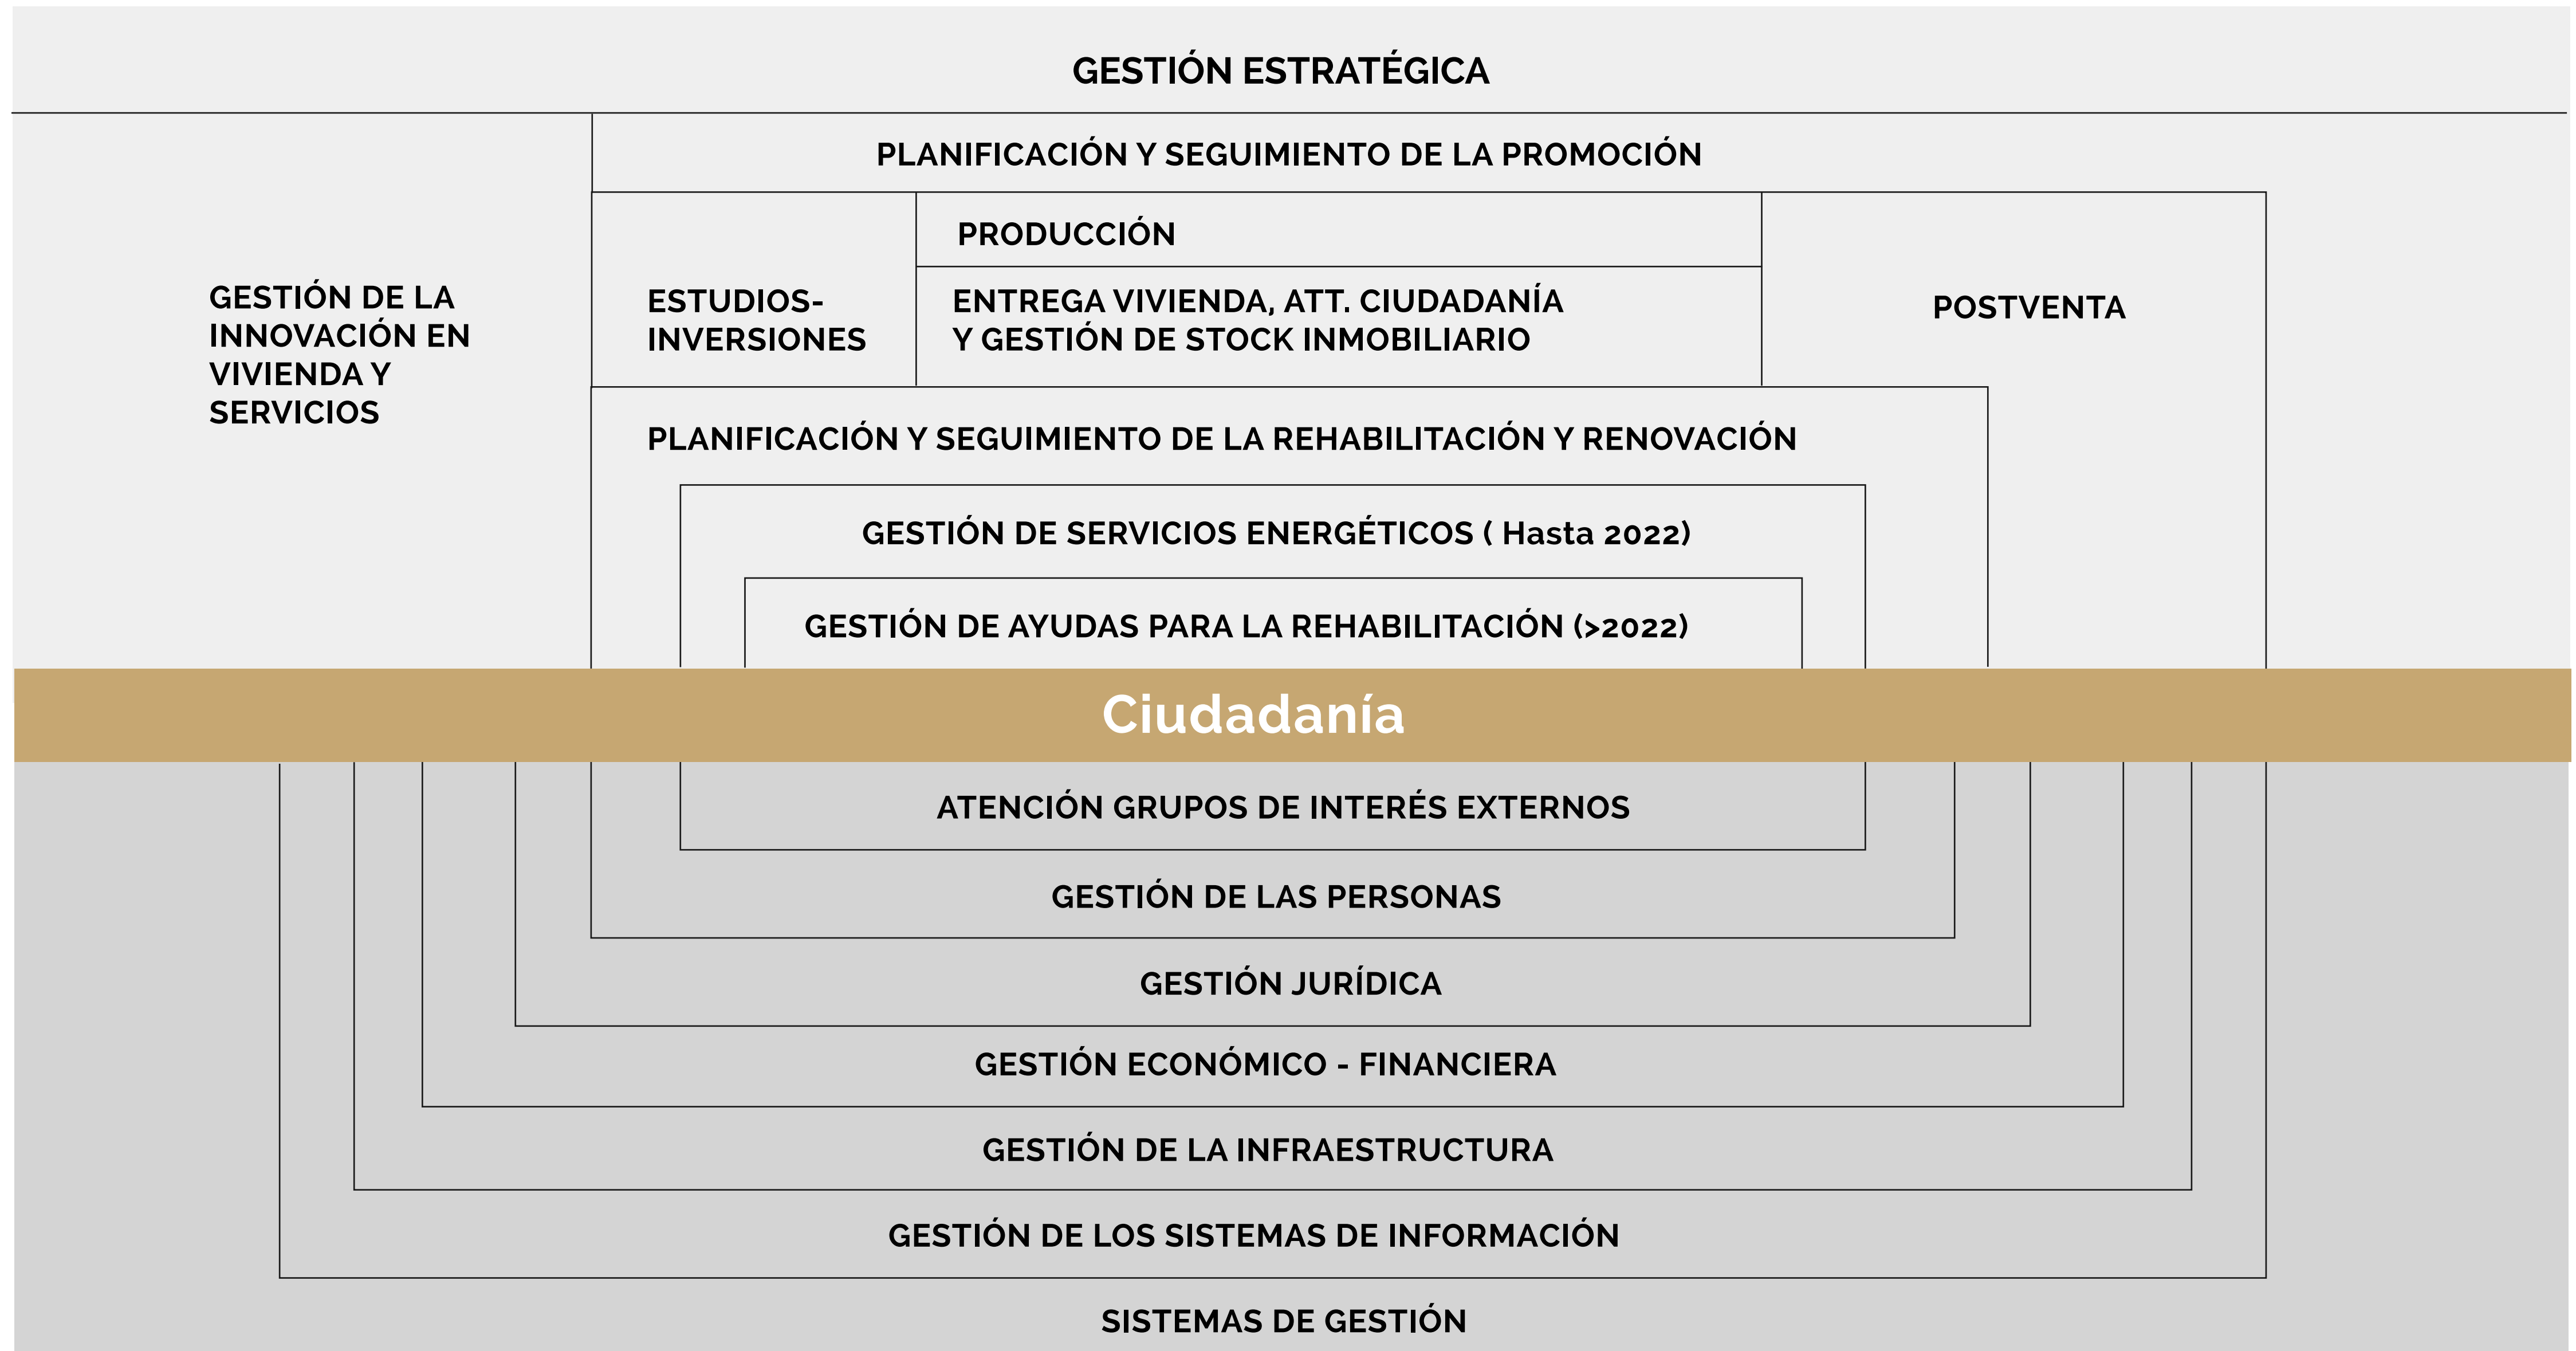 GESTIÓN ESTRATÉGICA
PLANIFICACIÓN Y SEGUIMIENTO DE LA PROMOCIÓN
GESTIÓN DE LA
INNOVACIÓN EN
VIVIENDA Y
SERVICIOS
ESTUDIOS-
INVERSIONES
PRODUCCIÓN
ENTREGA VIVIENDA, ATT. CIUDADANÍA
Y GESTIÓN DE STOCK INMOBILIARIO
POSTVENTA
PLANIFICACIÓN Y SEGUIMIENTO DE LA REHABILITACIÓN Y RENOVACIÓN
GESTIÓN DE SERVICIOS ENERGÉTICOS ( Hasta 2022)
GESTIÓN DE AYUDAS PARA LA REHABILITACIÓN (>2022)
Ciudadanía
ATENCIÓN GRUPOS DE INTERÉS EXTERNOS
GESTIÓN DE LAS PERSONAS
GESTIÓN JURÍDICA
GESTIÓN ECONÓMICO - FINANCIERA
GESTIÓN DE LA INFRAESTRUCTURA
GESTIÓN DE LOS SISTEMAS DE INFORMACIÓN
SISTEMAS DE GESTIÓN